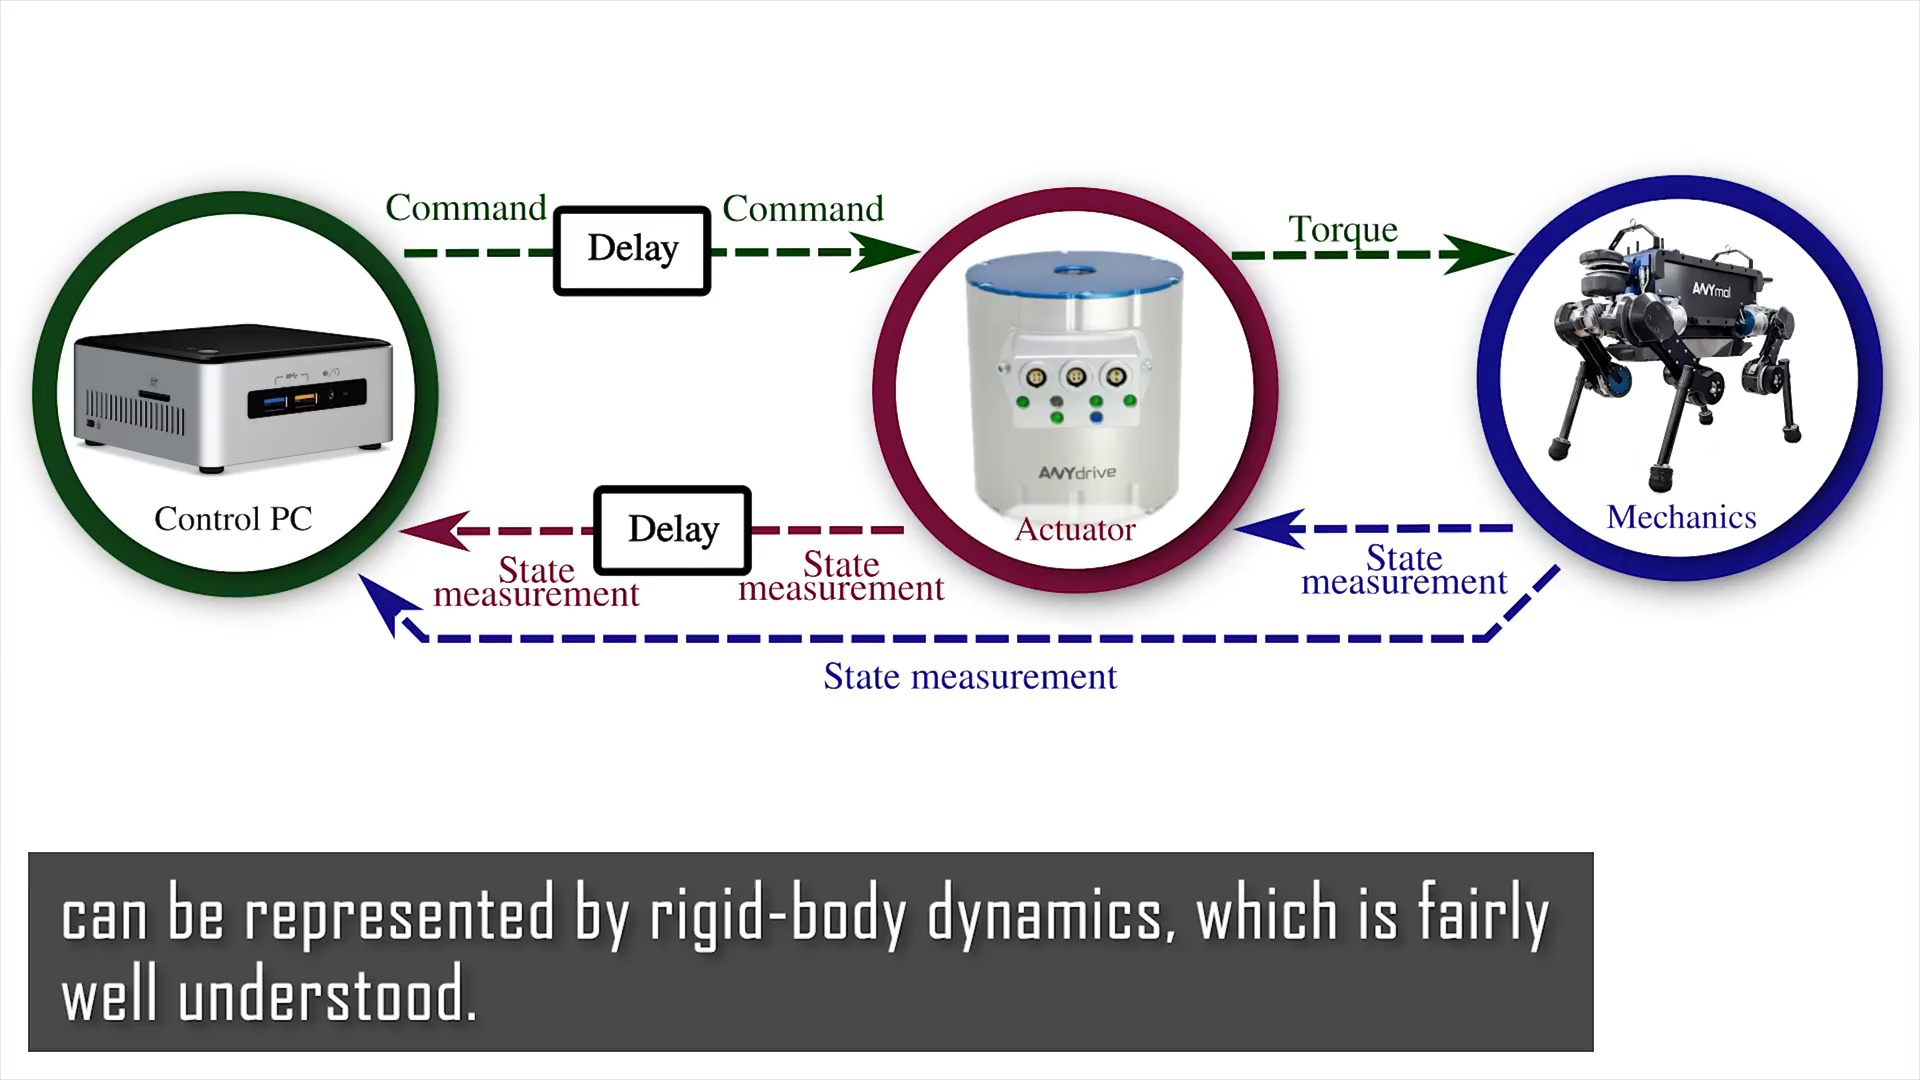 Command
Delay
Command
Torque
ANYmal
ANYdrive
Control PC
Delay
Actuator
Mechanics
State
measurement
State
measurement
State
measurement
State measurement
can be represented by rigid-body dynamics, which is fairly
well understood.